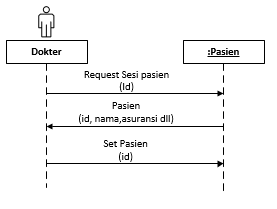 Dokter
:Pasien
Request Sesi pasien
(Id)
Pasien
(id, nama,asuransi dll)
Set Pasien
(id)